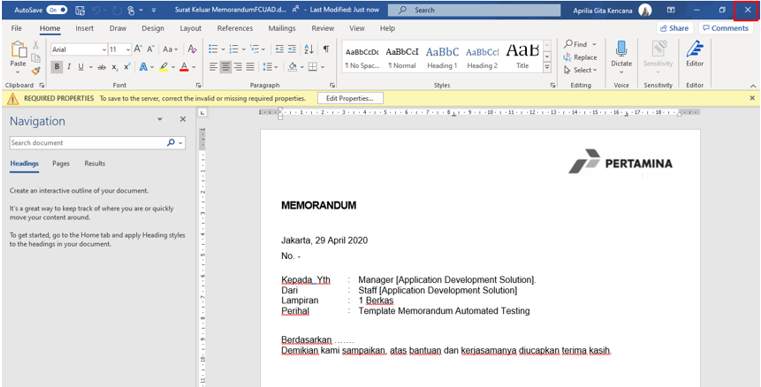 AutoSave On Surat Keluar MemorandumFCUAD.d... Last Modified: Just now Search Aprilia Gita Kencana
File Home Insert Draw Design Layout References Mailings Review View Help Share Comments
Paste Arial 11 A A Aa A
B I U ab x₂ x² A A
AaBbCcDc AaBbCcI AaBbC AaBbCcI AaB
¶ No Spac... ¶ Normal Heading 1 Heading 2 Title
Find
Replace
Select
Dictate Sensitivity Editor
Clipboard Font Paragraph Styles Editing Voice Sensitivity Editor
REQUIRED PROPERTIES To save to the server, correct the invalid or missing required properties. Edit Properties...
Navigation
Search document
Headings Pages Results
Create an interactive outline of your document.
It's a great way to keep track of where you are or quickly
move your content around.
To get started, go to the Home tab and apply Heading styles
to the headings in your document.
PERTAMINA
MEMORANDUM
Jakarta, 29 April 2020
No. -
Kepada Yth : Manager [Application Development Solution].
Dari : Staff [Application Development Solution]
Lampiran : 1 Berkas
Perihal : Template Memorandum Automated Testing
Berdasarkan .......
Demikian kami sampaikan, atas bantuan dan kerjasamanya diucapkan terima kasih.